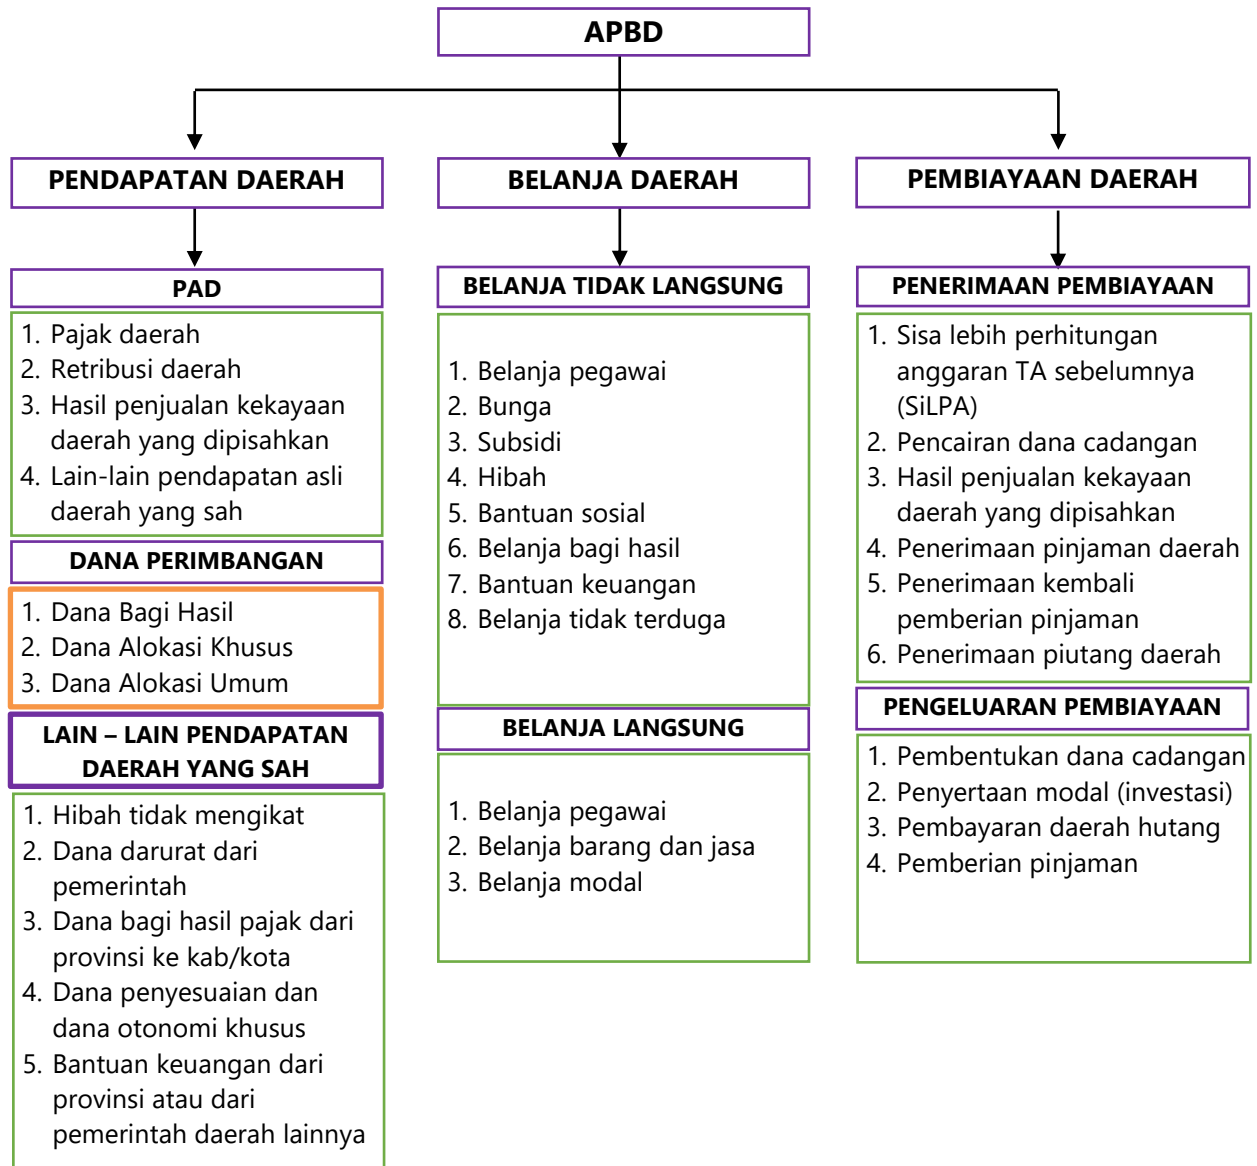 APBD
PENDAPATAN DAERAH
PAD
1. Pajak daerah
2. Retribusi daerah
3. Hasil penjualan kekayaan
daerah yang dipisahkan
4. Lain-lain pendapatan asli
daerah yang sah
DANA PERIMBANGAN
1. Dana Bagi Hasil
2. Dana Alokasi Khusus
3. Dana Alokasi Umum
LAIN – LAIN PENDAPATAN
DAERAH YANG SAH
1. Hibah tidak mengikat
2. Dana darurat dari
pemerintah
3. Dana bagi hasil pajak dari
provinsi ke kab/kota
4. Dana penyesuaian dan
dana otonomi khusus
5. Bantuan keuangan dari
provinsi atau dari
pemerintah daerah lainnya
BELANJA DAERAH
BELANJA TIDAK LANGSUNG
1. Belanja pegawai
2. Bunga
3. Subsidi
4. Hibah
5. Bantuan sosial
6. Belanja bagi hasil
7. Bantuan keuangan
8. Belanja tidak terduga
BELANJA LANGSUNG
1. Belanja pegawai
2. Belanja barang dan jasa
3. Belanja modal
PEMBIAYAAN DAERAH
PENERIMAAN PEMBIAYAAN
1. Sisa lebih perhitungan
anggaran TA sebelumnya
(SiLPA)
2. Pencairan dana cadangan
3. Hasil penjualan kekayaan
daerah yang dipisahkan
4. Penerimaan pinjaman daerah
5. Penerimaan kembali
pemberian pinjaman
6. Penerimaan piutang daerah
PENGELUARAN PEMBIAYAAN
1. Pembentukan dana cadangan
2. Penyertaan modal (investasi)
3. Pembayaran daerah hutang
4. Pemberian pinjaman